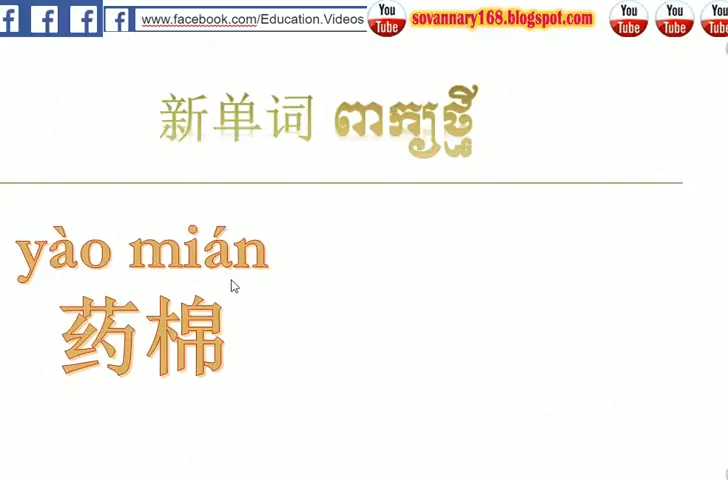 www.facebook.com/Education.Videos
sovannary168.blogspot.com
You Tube
You Tube
You Tube
You Tube
新单词 ពាក្យថ្មី
yào mián
药棉